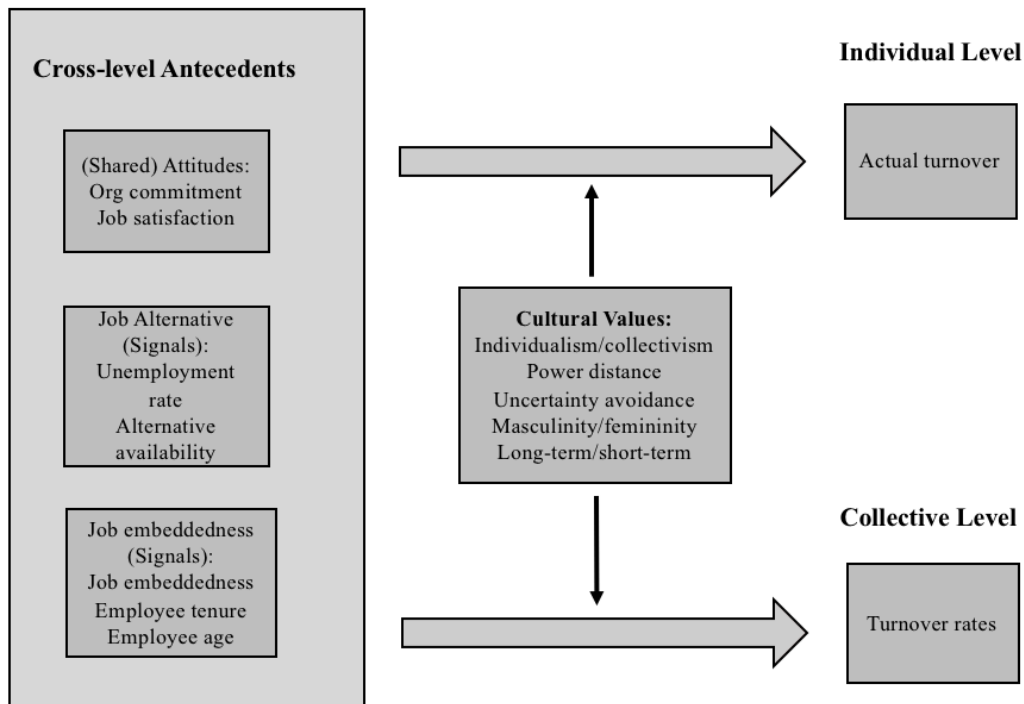 Cross-level Antecedents
(Shared) Attitudes:
Org commitment
Job satisfaction
Job Alternative
(Signals):
Unemployment
rate
Alternative
availability
Job embeddedness
(Signals):
Job embeddedness
Employee tenure
Employee age
Cultural Values:
Individualism/collectivism
Power distance
Uncertainty avoidance
Masculinity/femininity
Long-term/short-term
Individual Level
Actual turnover
Collective Level
Turnover rates